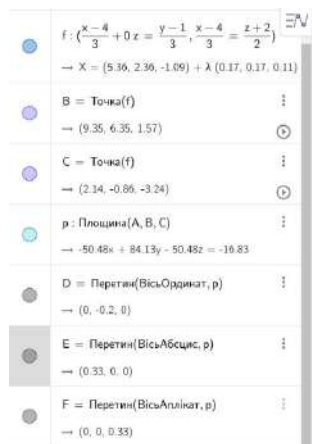 f : (x − 4)/3 + 0 z = (y − 1)/3, (x − 4)/3 = (z + 2)/2
→ X = (5.36, 2.36, -1.09) + λ (0.17, 0.17, 0.11)
B = Точка(f)
→ (9.35, 6.35, 1.57)
C = Точка(f)
→ (2.14, -0.86, -3.24)
p : Площина(A, B, C)
→ -50.48x + 84.13y - 50.48z = -16.83
D = Перетин(ВісьОрдинат, p)
→ (0, -0.2, 0)
E = Перетин(ВісьАбсцис, p)
→ (0.33, 0, 0)
F = Перетин(ВісьАплікат, p)
→ (0, 0, 0.33)